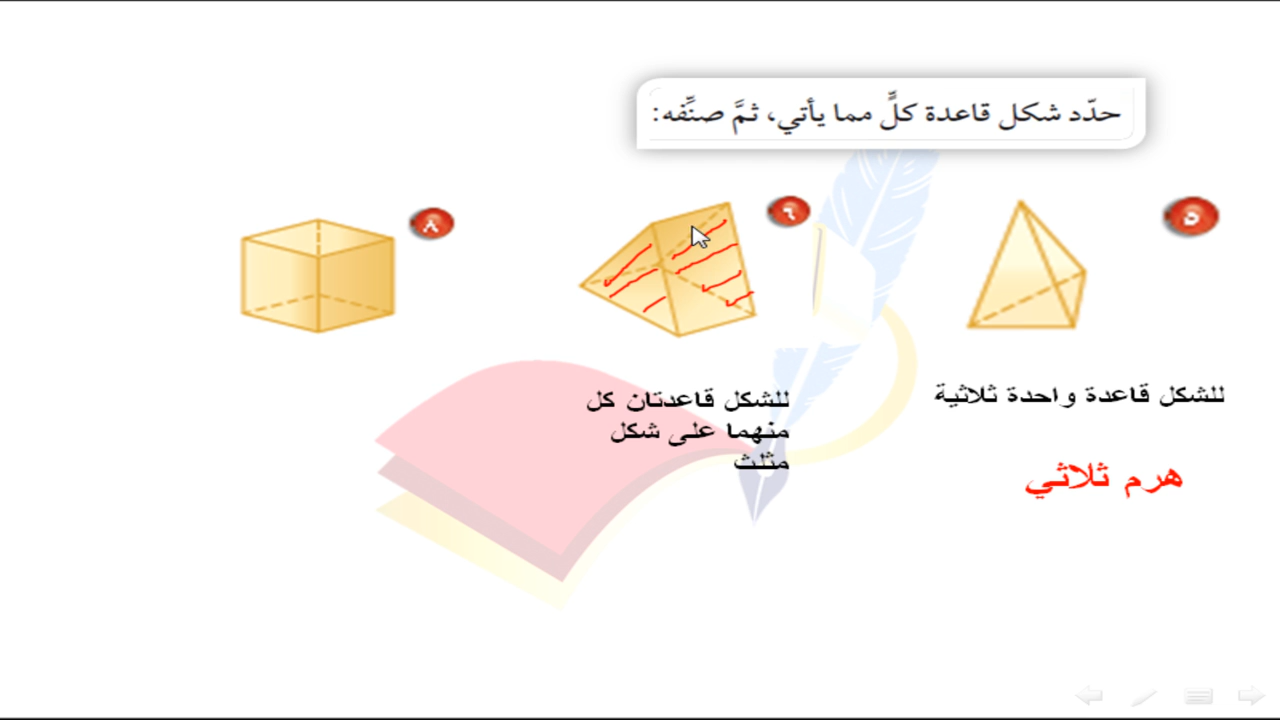 حدّد شكل قاعدة كلٍّ مما يأتي، ثمَّ صنِّفه:
٥
٦
٨
للشكل قاعدة واحدة ثلاثية
هرم ثلاثي
للشكل قاعدتان كل
منهما على شكل
مثلث